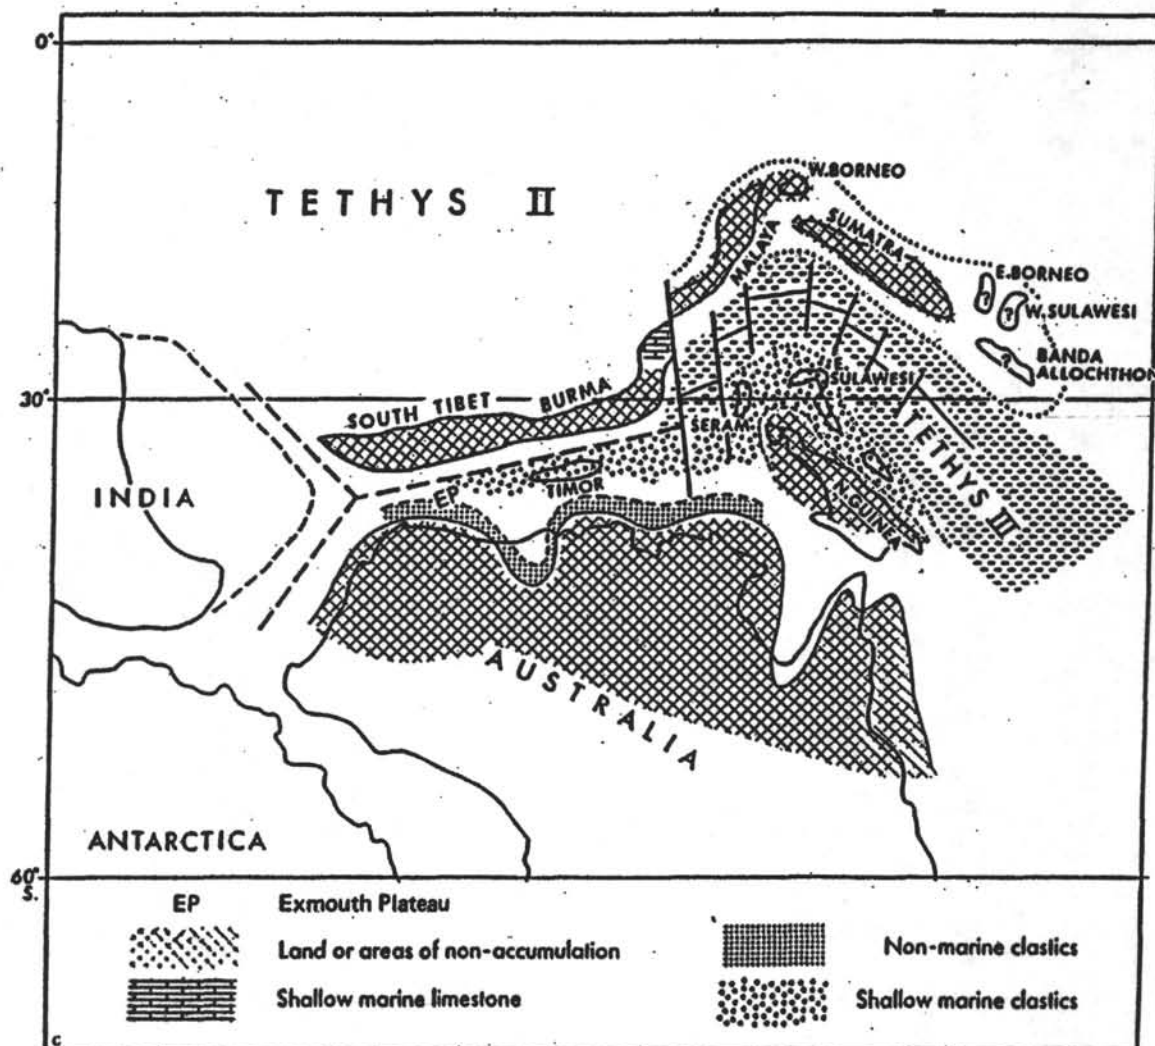 0°
TETHYS II
W.BORNEO
MALAYA
SUMATRA
E.BORNEO
?
W.SULAWESI
?
BANDA
ALLOCHTHON
?
30°
SOUTH TIBET
BURMA
E.
SULAWESI
SERAM
TETHYS III
INDIA
EP
TIMOR
N.GUINEA
AUSTRALIA
ANTARCTICA
60°
S.
EP Exmouth Plateau
Land or areas of non-accumulation
Non-marine clastics
Shallow marine limestone
Shallow marine clastics
C